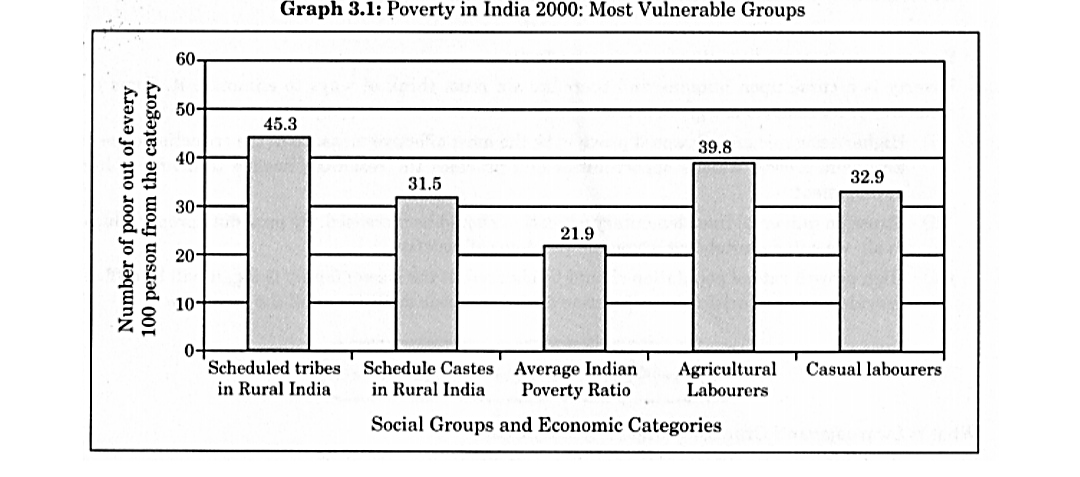 Graph 3.1: Poverty in India 2000: Most Vulnerable Groups
Number of poor out of every
100 person from the category
60
50
40
30
20
10
0
45.3
31.5
21.9
39.8
32.9
Scheduled tribes
in Rural India
Schedule Castes
in Rural India
Average Indian
Poverty Ratio
Agricultural
Labourers
Casual labourers
Social Groups and Economic Categories